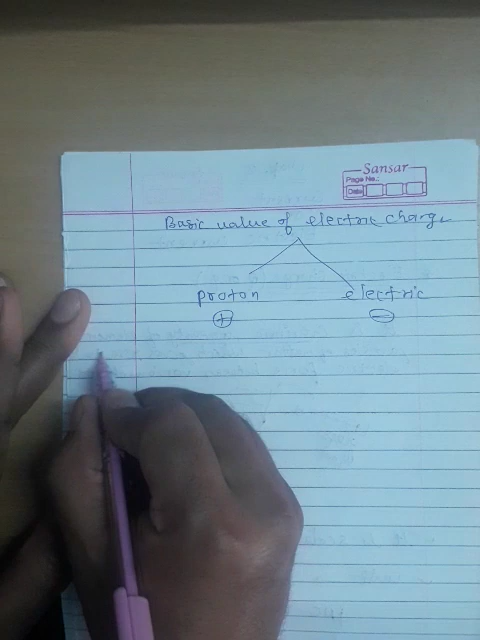 Sansar
Page No.:
Date
Basic value of electric charge
proton electric
+ −